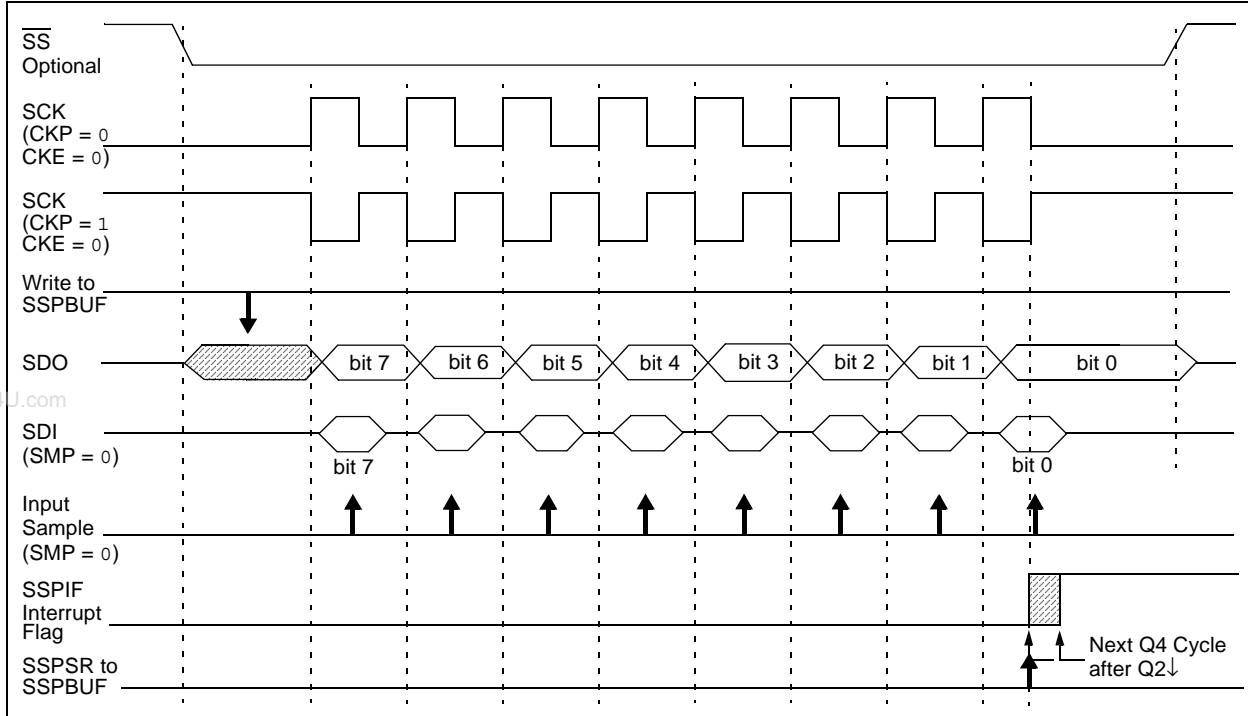 SS
Optional
SCK
(CKP = 0
CKE = 0)
SCK
(CKP = 1
CKE = 0)
Write to
SSPBUF
SDO
bit 7
bit 6
bit 5
bit 4
bit 3
bit 2
bit 1
bit 0
4U.com
SDI
(SMP = 0)
bit 7
bit 0
Input
Sample
(SMP = 0)
SSPIF
Interrupt
Flag
Next Q4 Cycle
after Q2↓
SSPSR to
SSPBUF